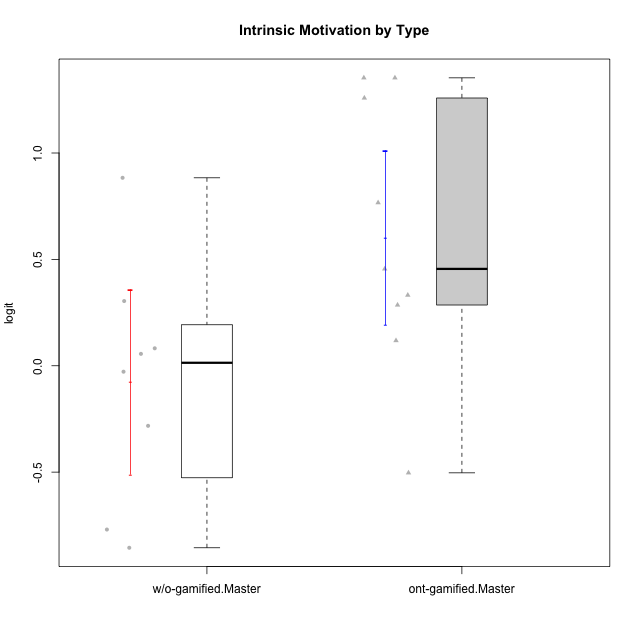 Intrinsic Motivation by Type
logit
1.0
0.5
0.0
-0.5
w/o-gamified.Master
ont-gamified.Master